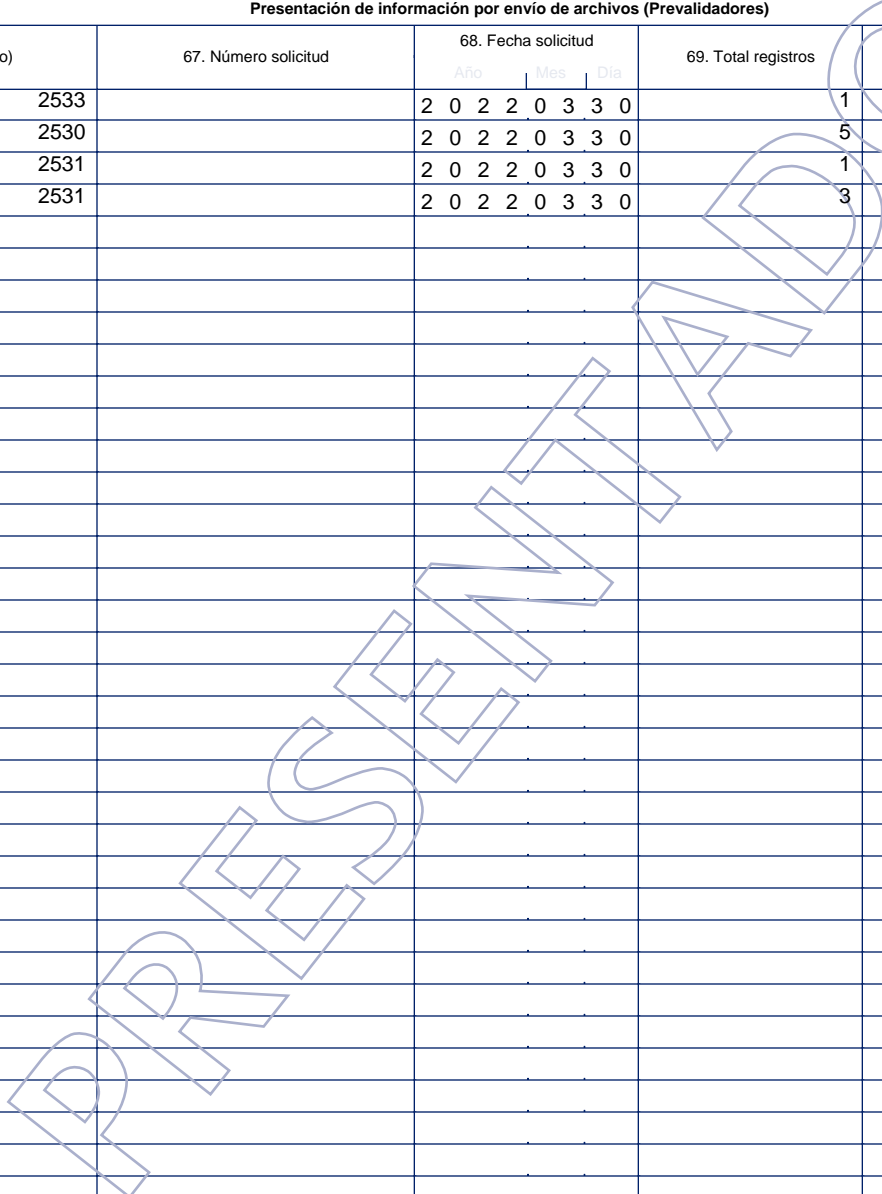 Presentación de información por envío de archivos (Prevalidadores)
o) 67. Número solicitud 68. Fecha solicitud 69. Total registros
Año Mes Día
2533 2 0 2 2 0 3 3 0 1
2530 2 0 2 2 0 3 3 0 5
2531 2 0 2 2 0 3 3 0 1
2531 2 0 2 2 0 3 3 0 3
PRESENTADO